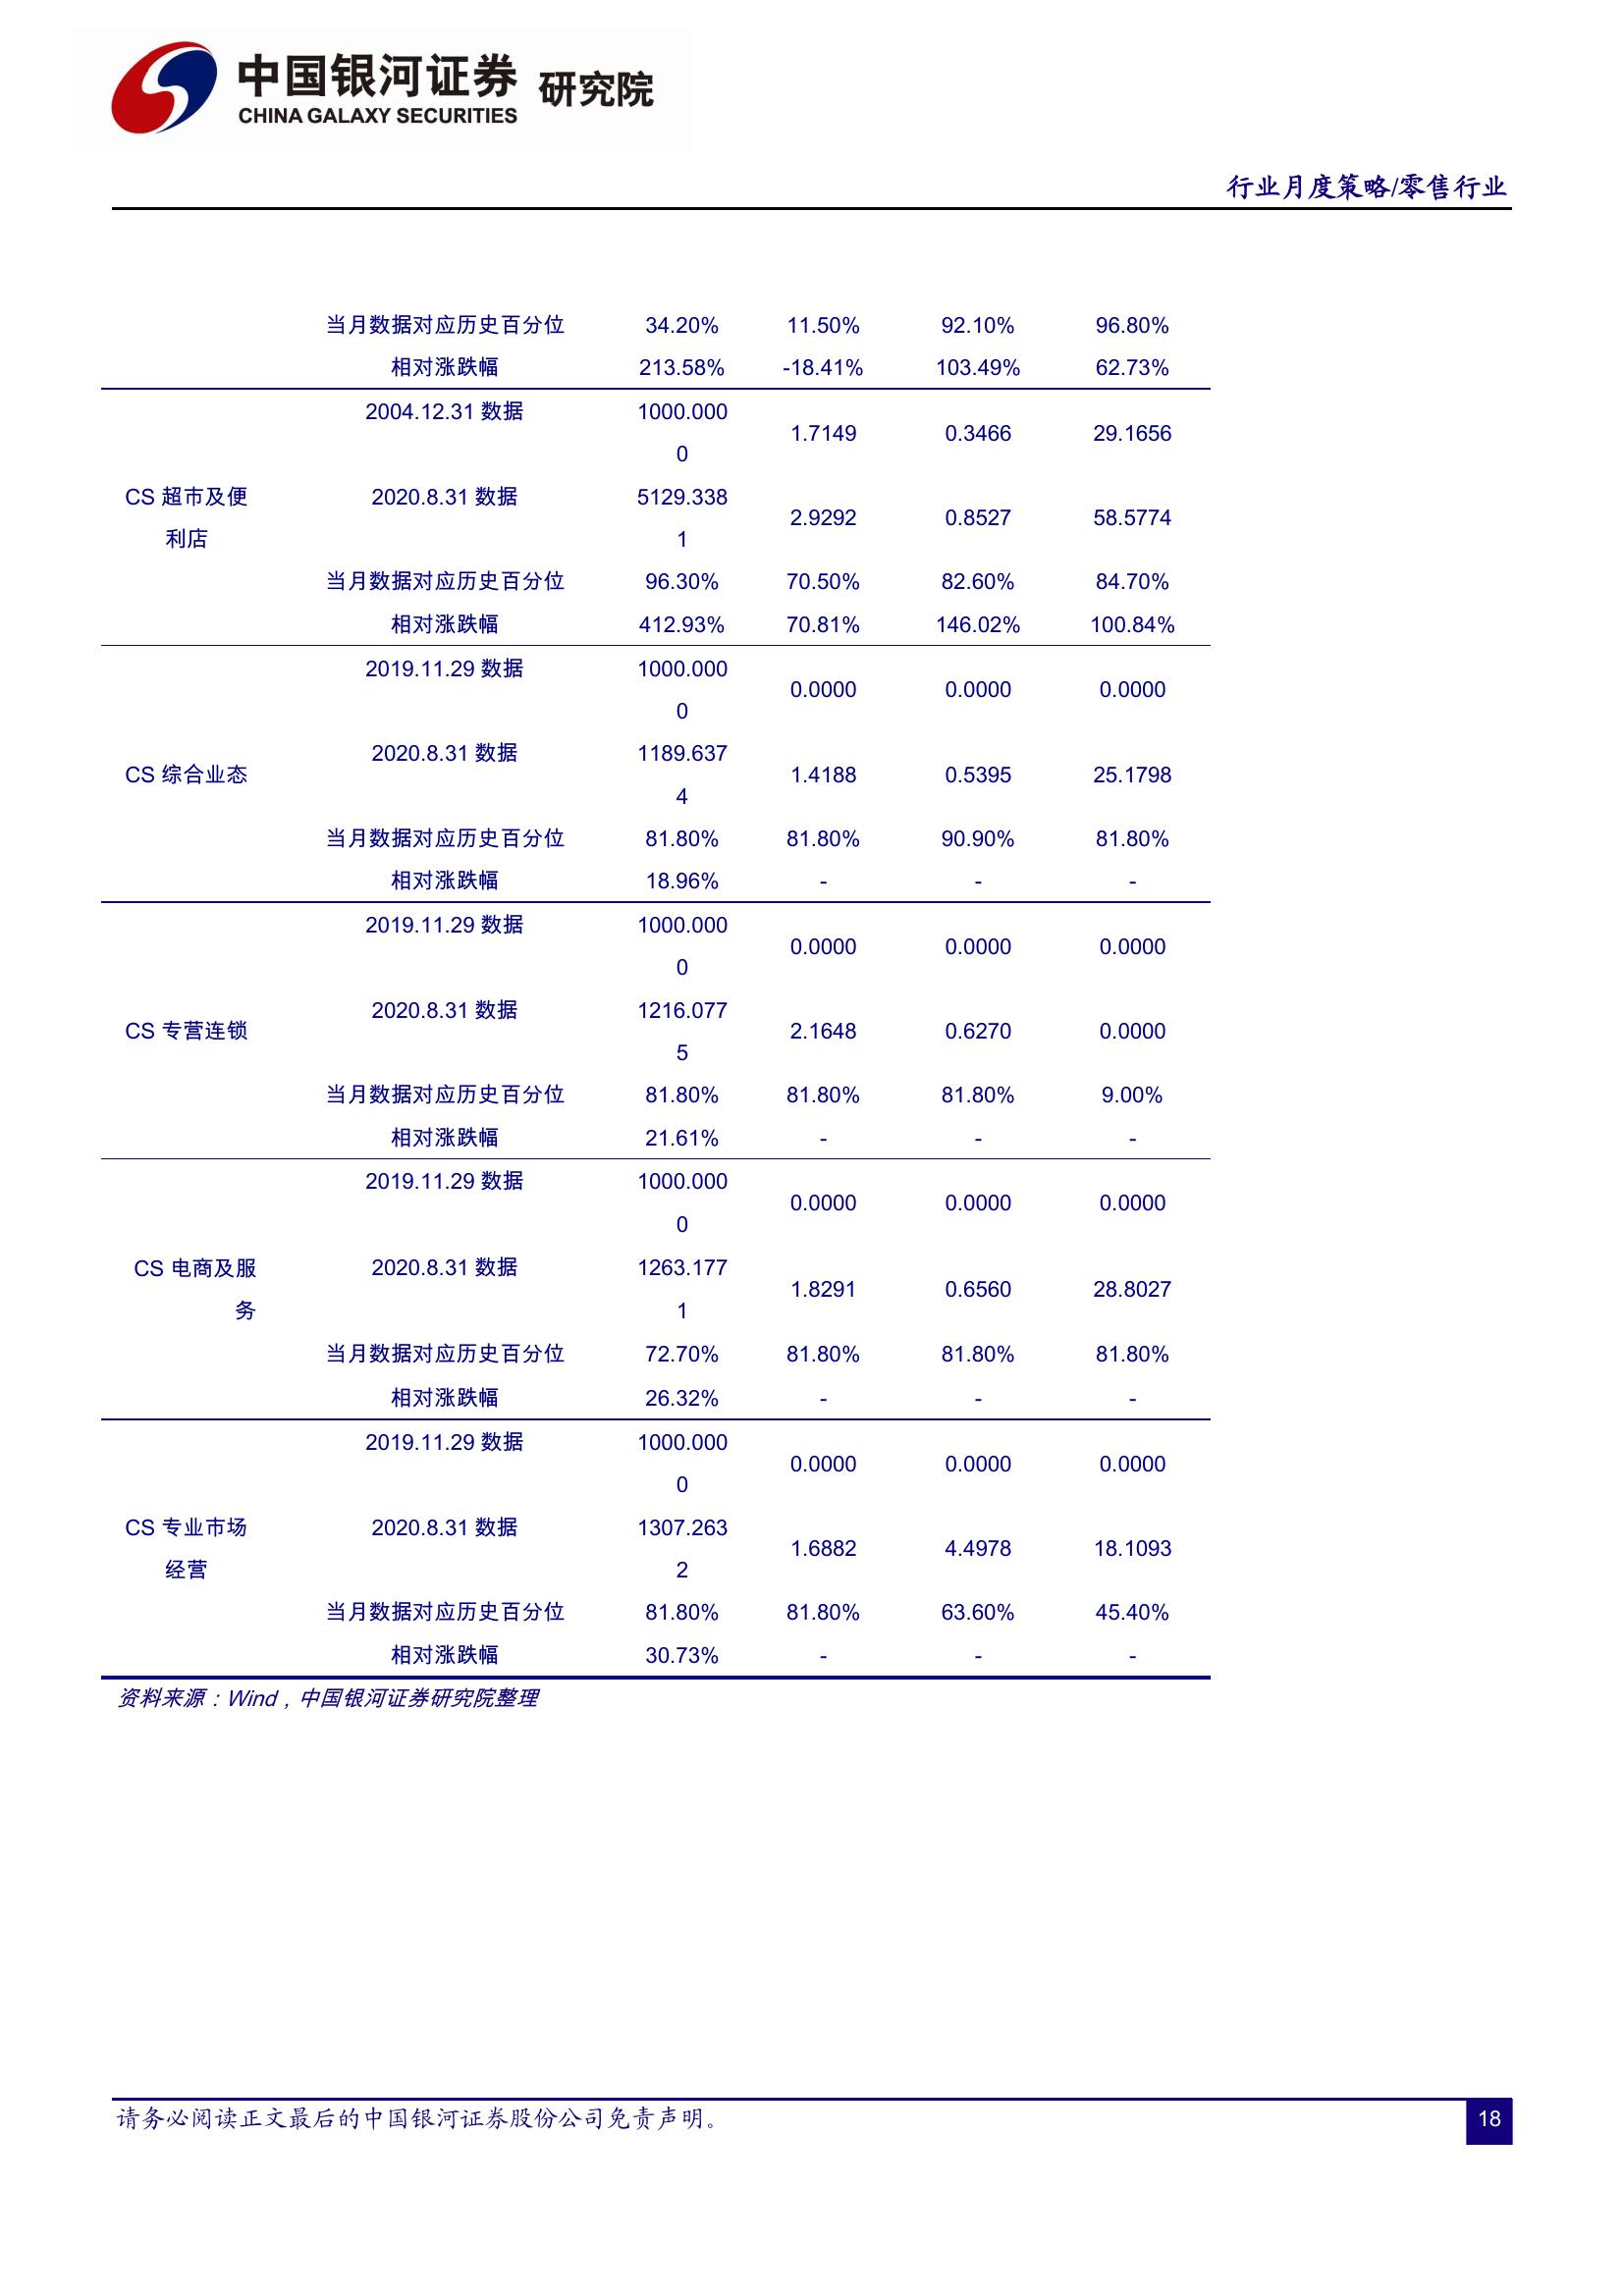 中国银河证券 研究院
CHINA GALAXY SECURITIES
行业月度策略/零售行业
当月数据对应历史百分位 34.20% 11.50% 92.10% 96.80%
相对涨跌幅 213.58% -18.41% 103.49% 62.73%
2004.12.31 数据 1000.000
0 1.7149 0.3466 29.1656
CS 超市及便
利店
2020.8.31 数据 5129.338
1 2.9292 0.8527 58.5774
当月数据对应历史百分位 96.30% 70.50% 82.60% 84.70%
相对涨跌幅 412.93% 70.81% 146.02% 100.84%
2019.11.29 数据 1000.000
0 0.0000 0.0000 0.0000
CS 综合业态
2020.8.31 数据 1189.637
4 1.4188 0.5395 25.1798
当月数据对应历史百分位 81.80% 81.80% 90.90% 81.80%
相对涨跌幅 18.96% - - -
2019.11.29 数据 1000.000
0 0.0000 0.0000 0.0000
CS 专营连锁
2020.8.31 数据 1216.077
5 2.1648 0.6270 0.0000
当月数据对应历史百分位 81.80% 81.80% 81.80% 9.00%
相对涨跌幅 21.61% - - -
2019.11.29 数据 1000.000
0 0.0000 0.0000 0.0000
CS 电商及服
务
2020.8.31 数据 1263.177
1 1.8291 0.6560 28.8027
当月数据对应历史百分位 72.70% 81.80% 81.80% 81.80%
相对涨跌幅 26.32% - - -
2019.11.29 数据 1000.000
0 0.0000 0.0000 0.0000
CS 专业市场
经营
2020.8.31 数据 1307.263
2 1.6882 4.4978 18.1093
当月数据对应历史百分位 81.80% 81.80% 63.60% 45.40%
相对涨跌幅 30.73% - - -
资料来源：Wind，中国银河证券研究院整理
请务必阅读正文最后的中国银河证券股份公司免责声明。
18